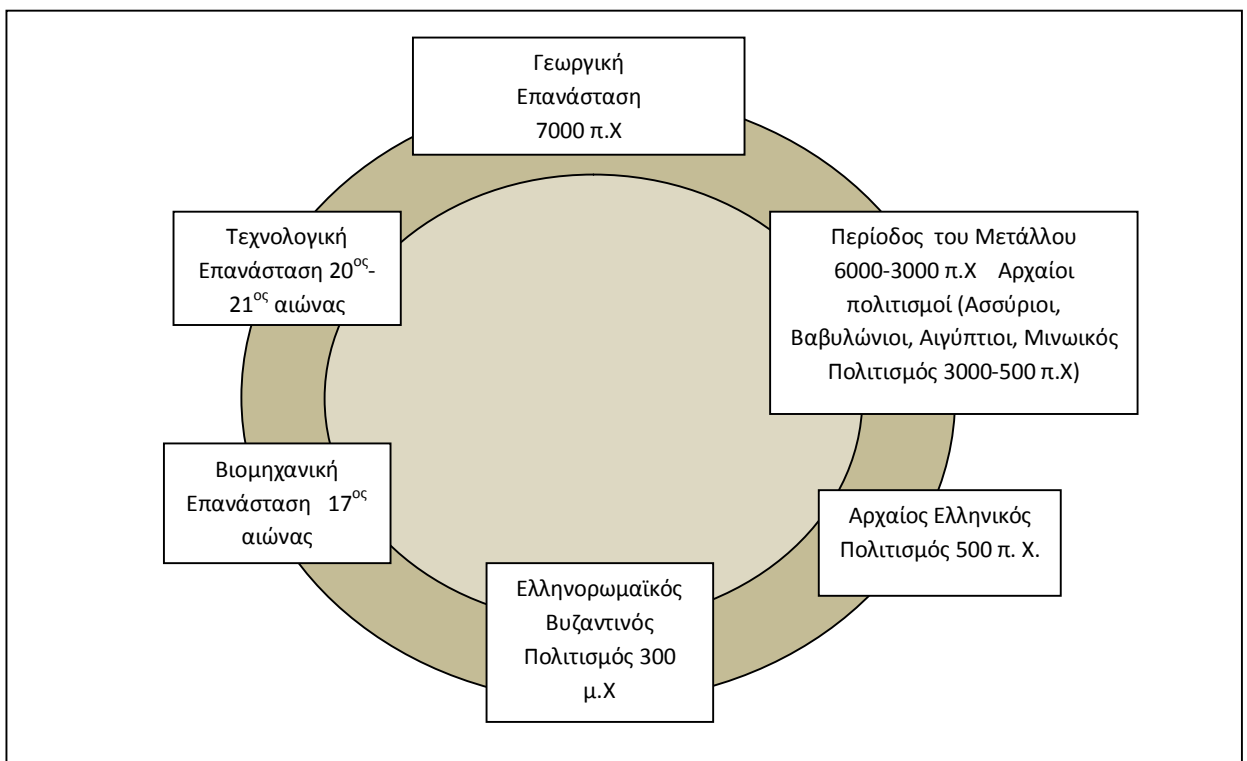 Γεωργική
Επανάσταση
7000 π.Χ
Περίοδος του Μετάλλου
6000-3000 π.Χ Αρχαίοι
πολιτισμοί (Ασσύριοι,
Βαβυλώνιοι, Αιγύπτιοι, Μινωικός
Πολιτισμός 3000-500 π.Χ)
Αρχαίος Ελληνικός
Πολιτισμός 500 π. Χ.
Ελληνορωμαϊκός
Βυζαντινός
Πολιτισμός 300
μ.Χ
Βιομηχανική
Επανάσταση 17ος
αιώνας
Τεχνολογική
Επανάσταση 20ος-
21ος αιώνας